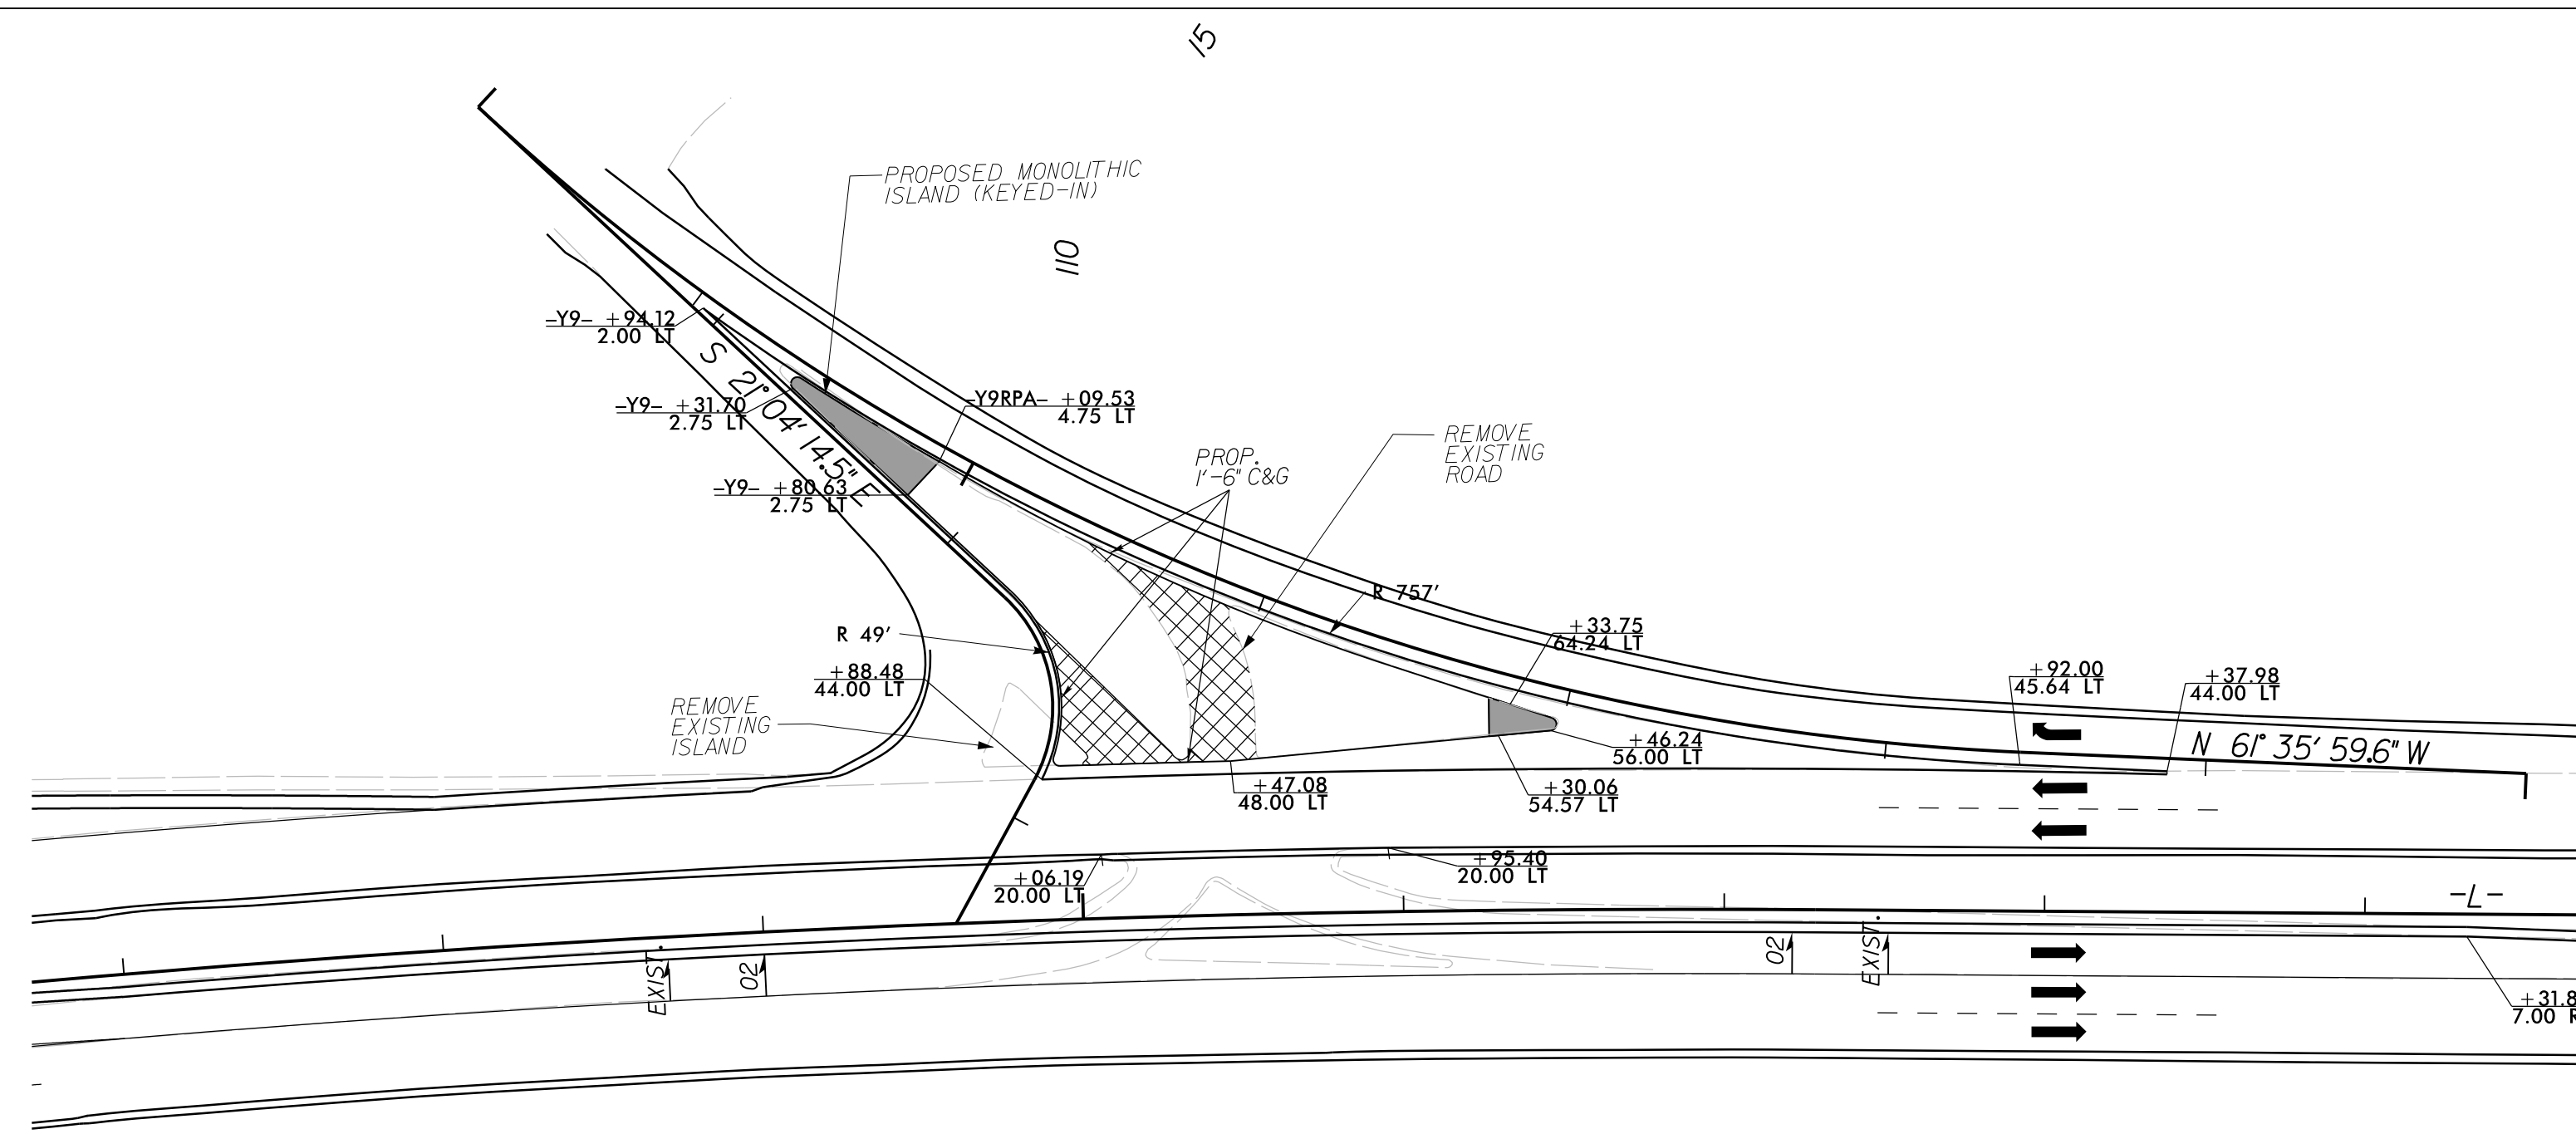 15
PROPOSED MONOLITHIC
ISLAND (KEYED-IN)
110
-Y9- +94.12
2.00 LT
S 21° 04' 14.5" E
-Y9- +31.70
2.75 LT
-Y9RPA- +09.53
4.75 LT
PROP.
1'-6" C&G
REMOVE
EXISTING
ROAD
-Y9- +80.63
2.75 LT
R 757'
R 49'
+33.75
64.24 LT
+88.48
44.00 LT
+92.00
45.64 LT
+37.98
44.00 LT
REMOVE
EXISTING
ISLAND
+46.24
56.00 LT
N 61° 35' 59.6" W
+47.08
48.00 LT
+30.06
54.57 LT
+06.19
20.00 LT
+95.40
20.00 LT
-L-
EXIST.
02
02
EXIST.
+31.8
7.00 R